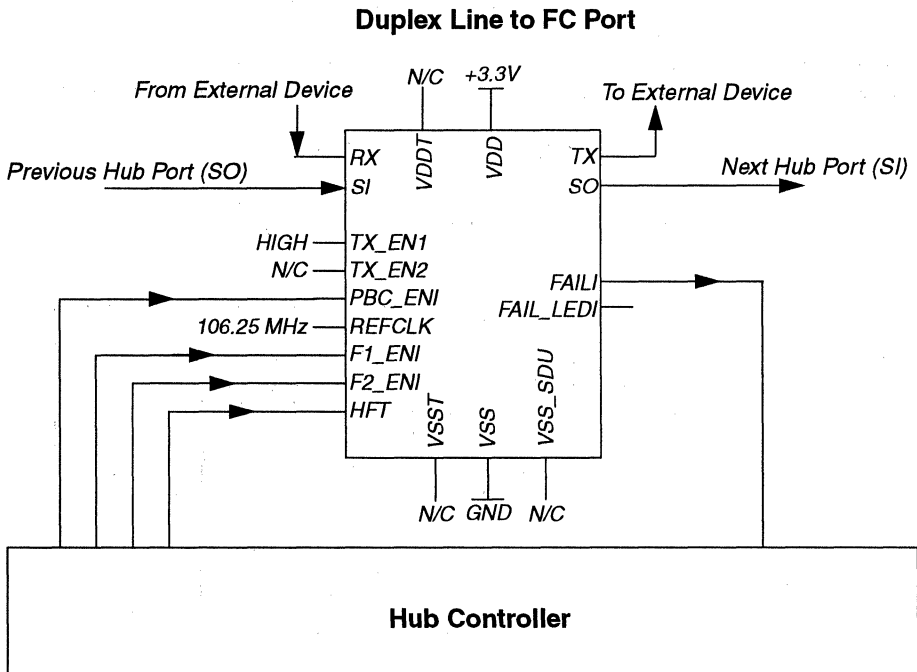 Duplex Line to FC Port
N/C +3.3V
From External Device
To External Device
RX
VDDT
VDD
TX
Previous Hub Port (SO)
SI
SO
Next Hub Port (SI)
HIGH TX_EN1
N/C TX_EN2
FAILI
PBC_ENI
FAIL_LEDI
106.25 MHz REFCLK
F1_ENI
F2_ENI
HFT
VSST
VSS
VSS_SDU
N/C GND N/C
Hub Controller